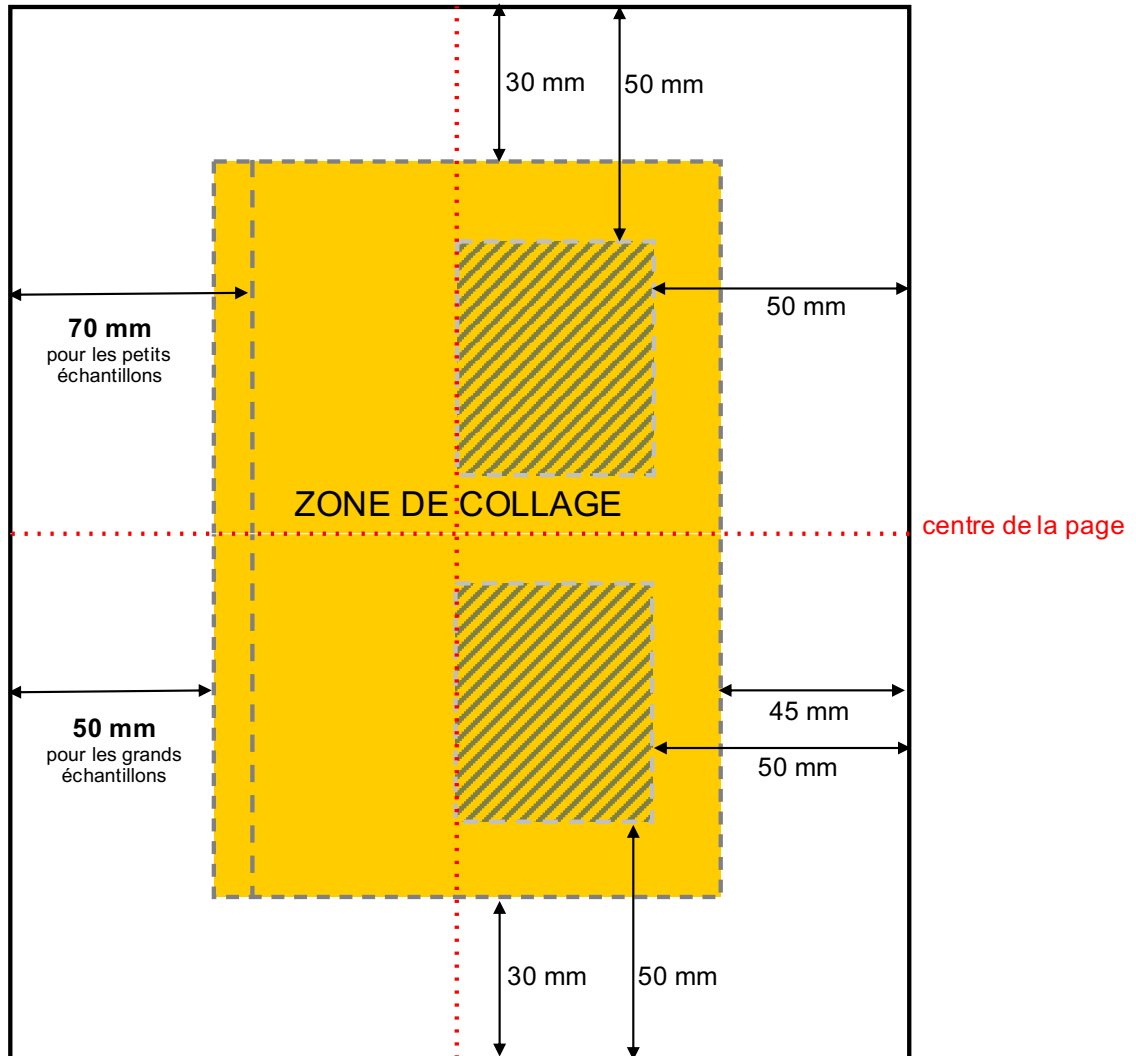 30 mm
50 mm
50 mm
70 mm
pour les petits
échantillons
ZONE DE COLLAGE
centre de la page
50 mm
pour les grands
échantillons
45 mm
50 mm
30 mm
50 mm